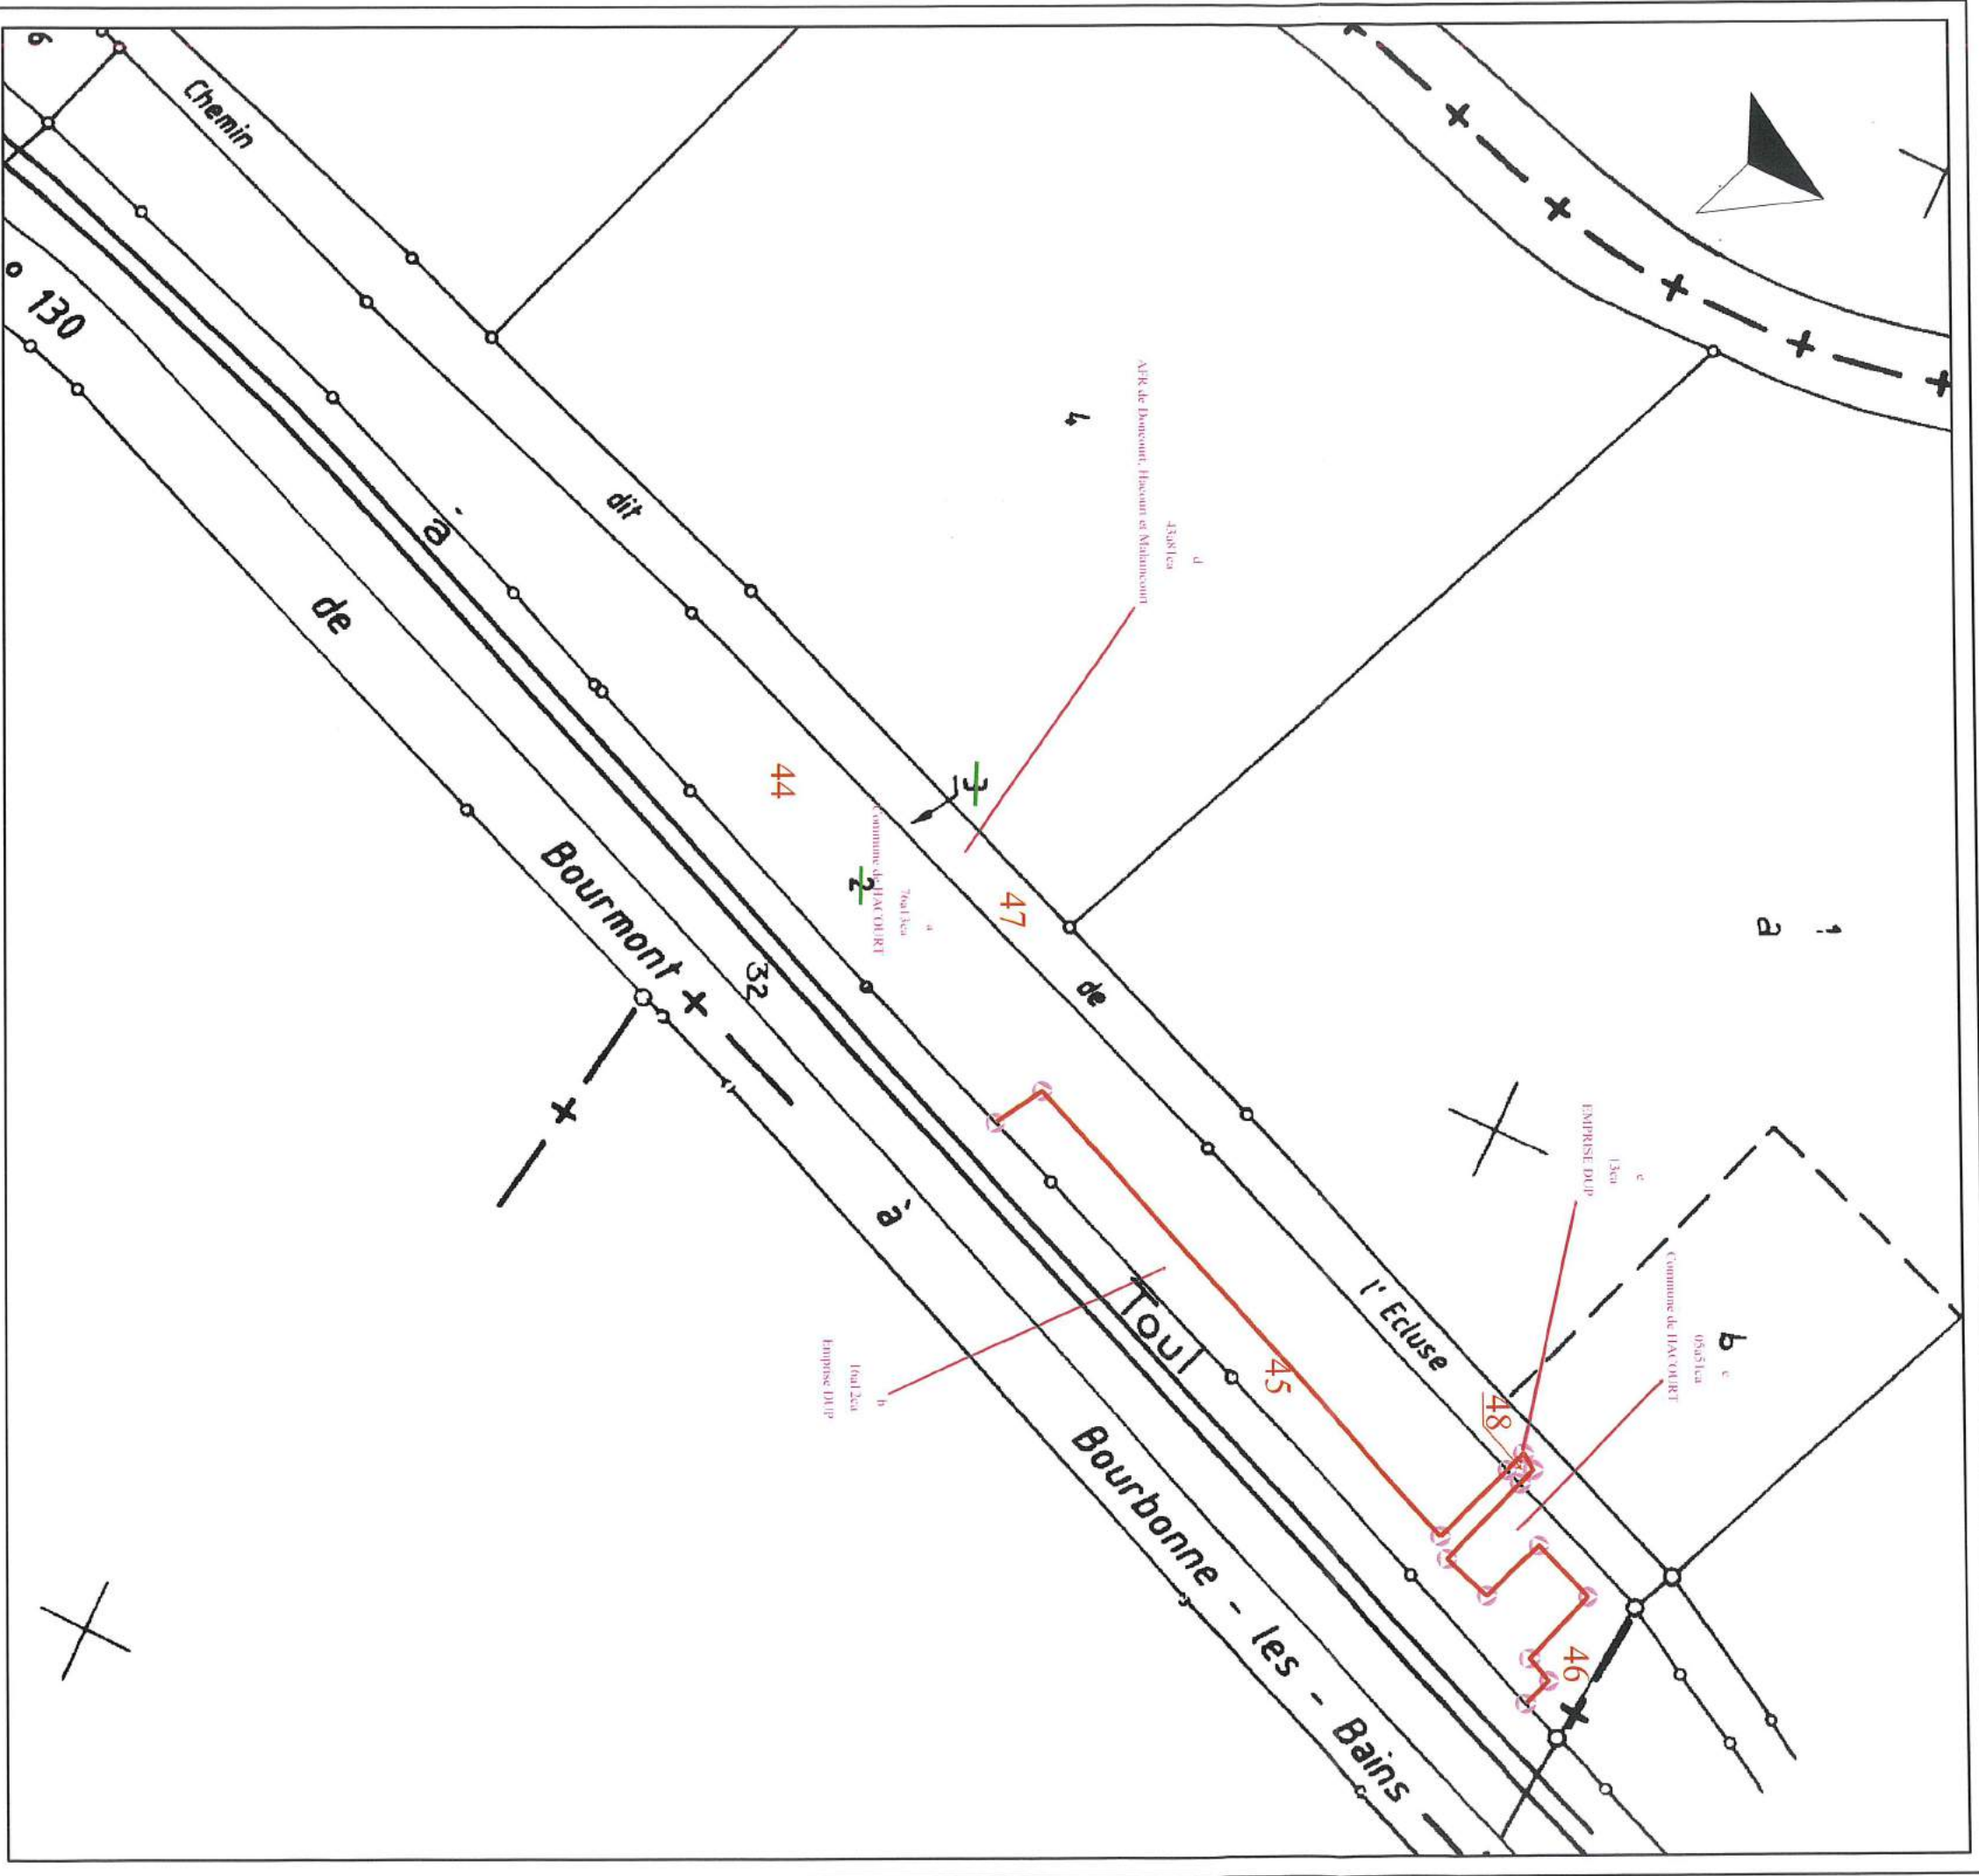 6
Chemin
dit
de
l' Ecluse
4
d
43a81ca
AFR de Doncourt, Hacourt et Malaincourt
1
a
b
e
13ca
EMPRISE DUP
c
05a51ca
Commune de HACOURT
3
47
44
2
a
76a13ca
Commune de HACOURT
48
45
46
b
16a12ca
Emprise DUP
32
130
de
à
Bourmont
à
Toul
Bourbonne - les - Bains